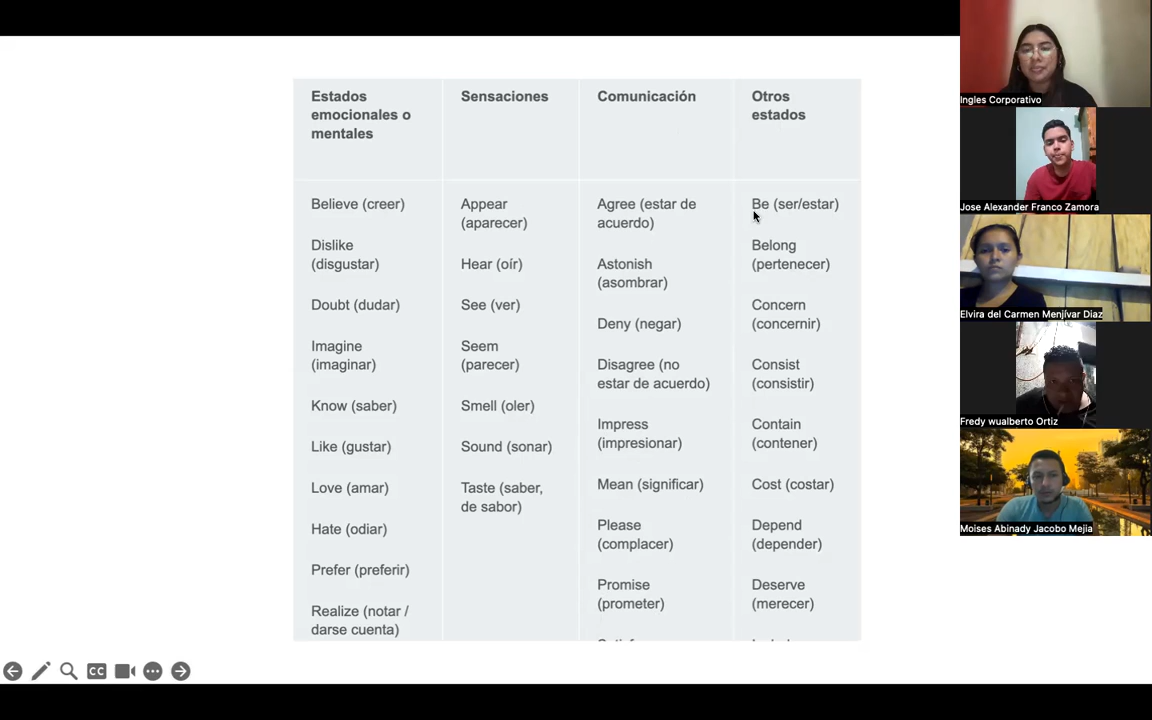 Estados
emocionales o
mentales
Sensaciones
Comunicación
Otros
estados
Believe (creer)
Dislike
(disgustar)
Doubt (dudar)
Imagine
(imaginar)
Know (saber)
Like (gustar)
Love (amar)
Hate (odiar)
Prefer (preferir)
Realize (notar /
darse cuenta)
Appear
(aparecer)
Hear (oír)
See (ver)
Seem
(parecer)
Smell (oler)
Sound (sonar)
Taste (saber,
de sabor)
Agree (estar de
acuerdo)
Astonish
(asombrar)
Deny (negar)
Disagree (no
estar de acuerdo)
Impress
(impresionar)
Mean (significar)
Please
(complacer)
Promise
(prometer)
Be (ser/estar)
Belong
(pertenecer)
Concern
(concernir)
Consist
(consistir)
Contain
(contener)
Cost (costar)
Depend
(depender)
Deserve
(merecer)
CC
Ingles Corporativo
Jose Alexander Franco Zamora
Elvira del Carmen Menjívar Diaz
Fredy wualberto Ortiz
Moises Abinady Jacobo Mejia